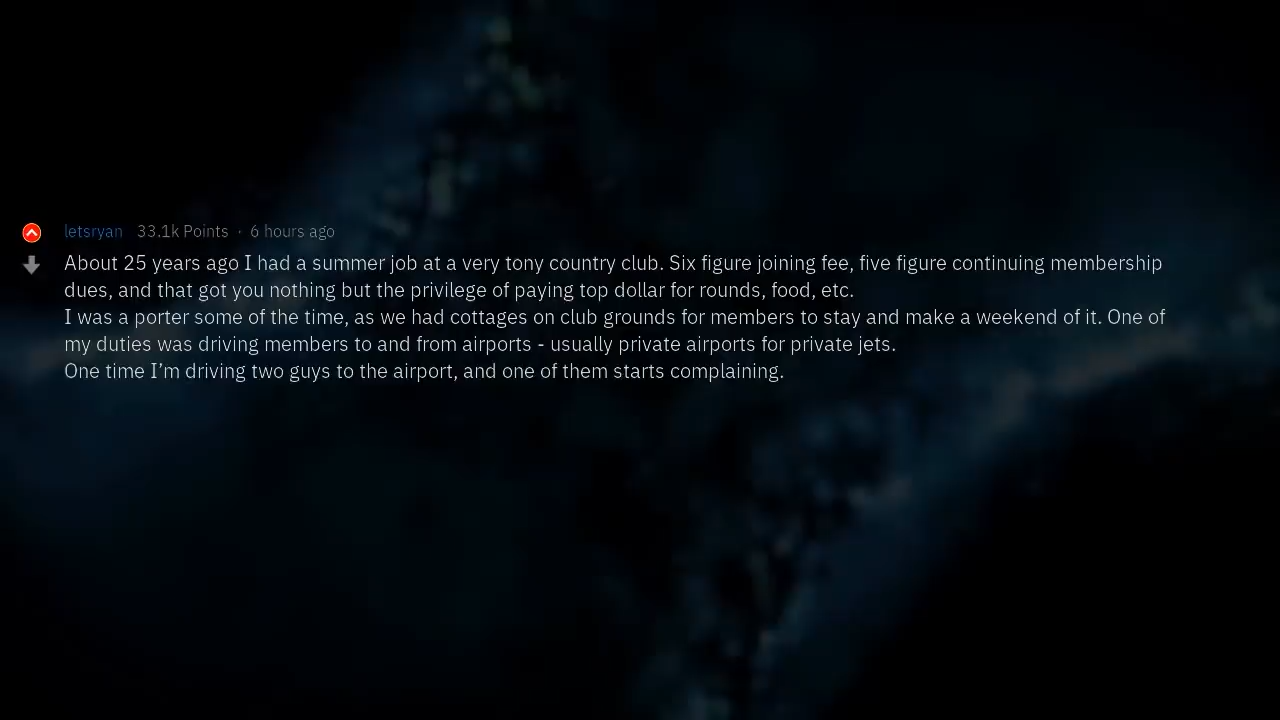 letsryan 33.1k Points · 6 hours ago
About 25 years ago I had a summer job at a very tony country club. Six figure joining fee, five figure continuing membership
dues, and that got you nothing but the privilege of paying top dollar for rounds, food, etc.
I was a porter some of the time, as we had cottages on club grounds for members to stay and make a weekend of it. One of
my duties was driving members to and from airports - usually private airports for private jets.
One time I’m driving two guys to the airport, and one of them starts complaining.